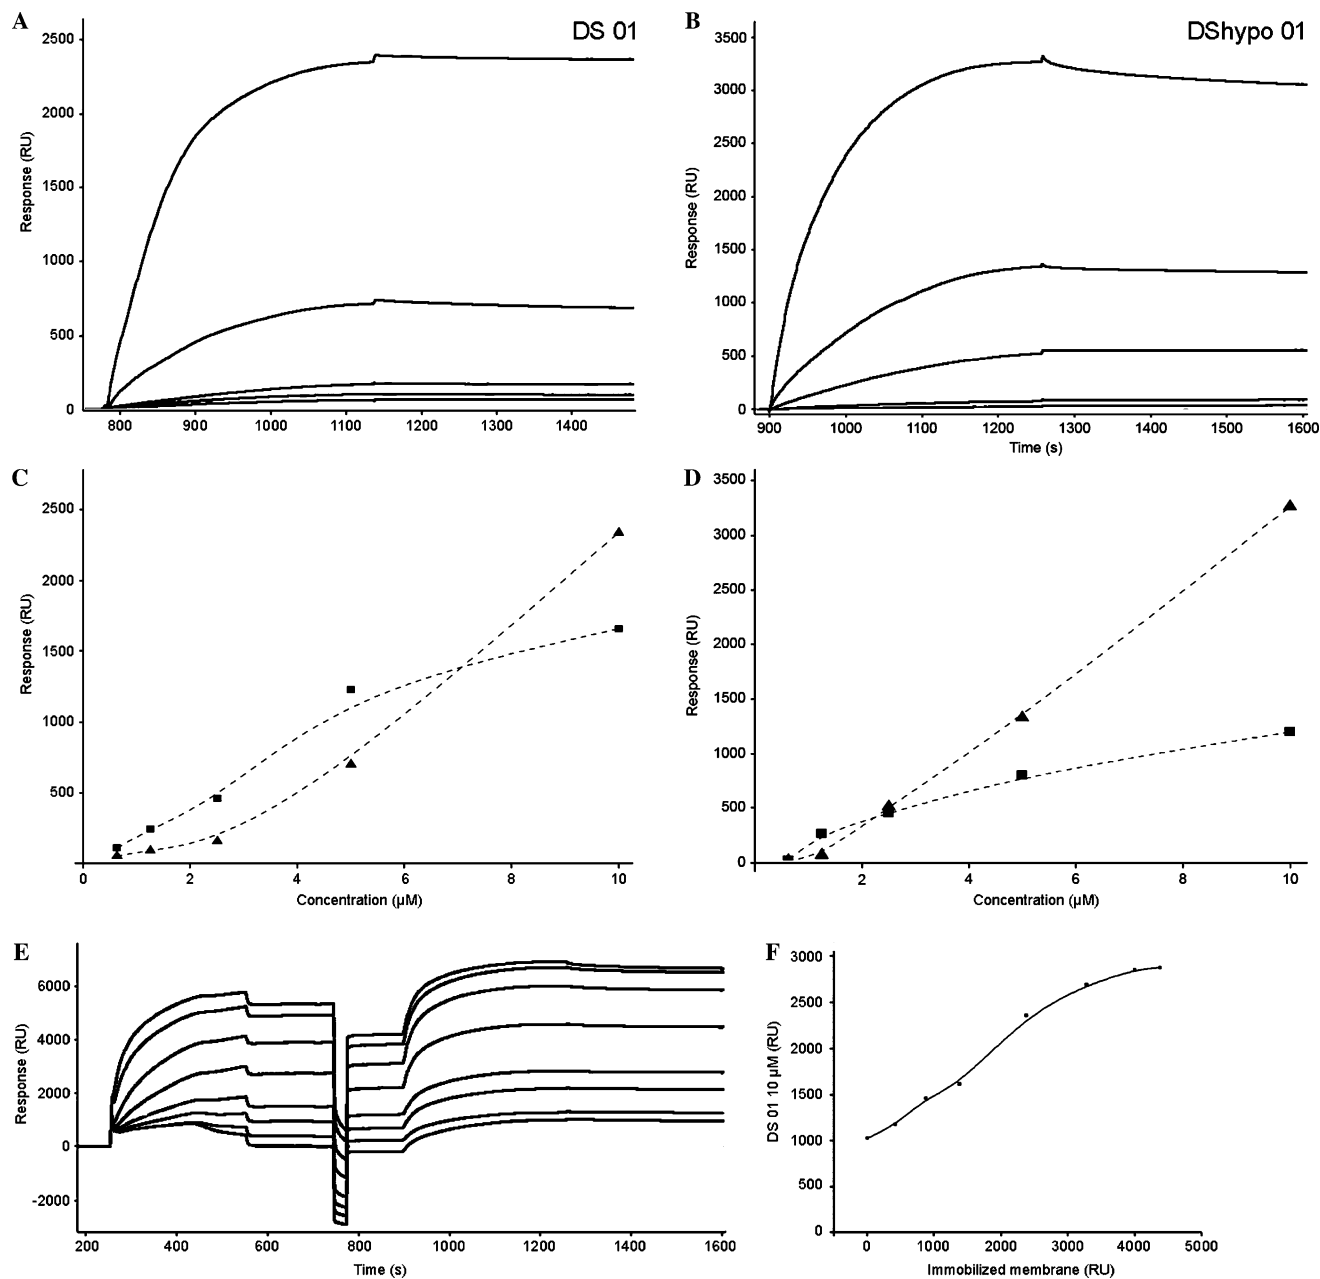 A
DS 01
Response (RU)
2500
2000
1500
1000
500
0
800 900 1000 1100 1200 1300 1400
B
DShypo 01
Response (RU)
3500
3000
2500
2000
1500
1000
500
0
900 1000 1100 1200 1300 1400 1500 1600
Time (s)
C
Response (RU)
2500
2000
1500
1000
500
0 2 4 6 8 10
Concentration (µM)
D
Response (RU)
3500
3000
2500
2000
1500
1000
500
0
2 4 6 8 10
Concentration (µM)
E
Response (RU)
6000
4000
2000
0
-2000
200 400 600 800 1000 1200 1400 1600
Time (s)
F
DS 01 10 µM (RU)
3000
2500
2000
1500
1000
500
0
0 1000 2000 3000 4000 5000
Immobilized membrane (RU)